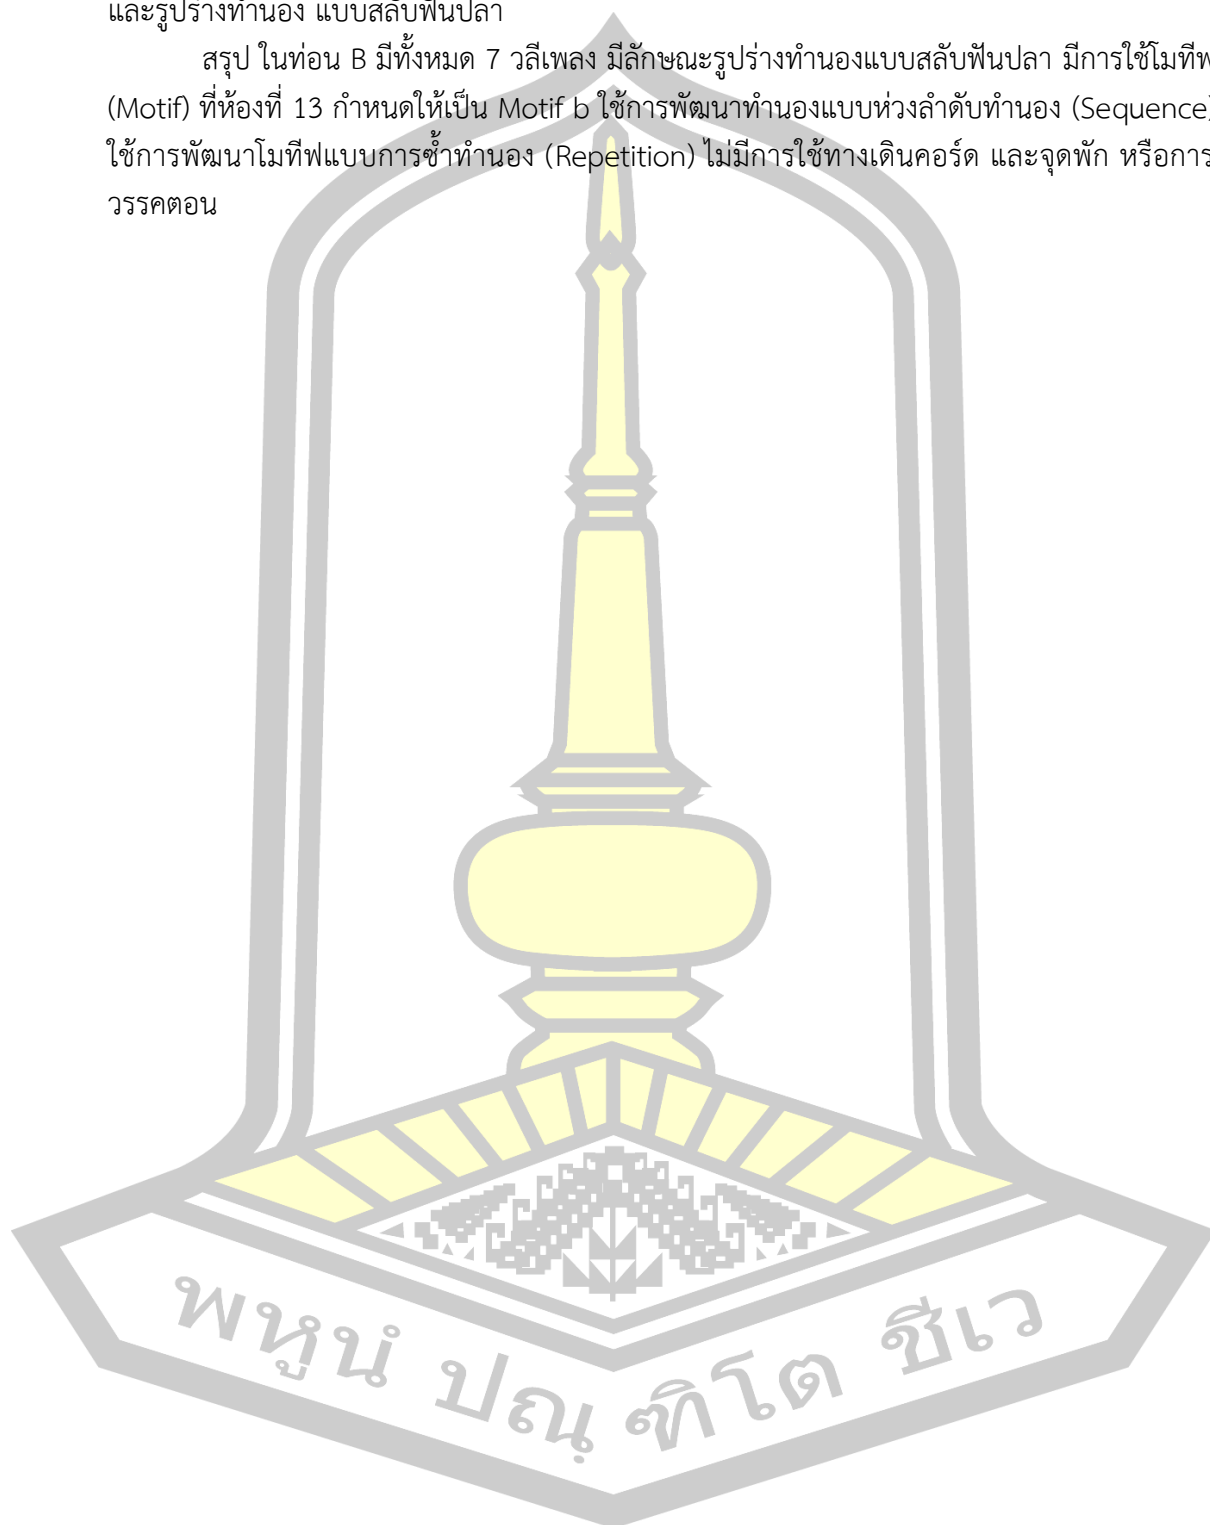 และรูปร่างทำนอง แบบสลับฟันปลา
สรุป ในท่อน B มีทั้งหมด 7 วลีเพลง มีลักษณะรูปร่างทำนองแบบสลับฟันปลา มีการใช้โมทีฟ
(Motif) ที่ห้องที่ 13 กำหนดให้เป็น Motif b ใช้การพัฒนาทำนองแบบห่วงลำดับทำนอง (Sequence)
ใช้การพัฒนาโมทีฟแบบการซ้ำทำนอง (Repetition) ไม่มีการใช้ทางเดินคอร์ด และจุดพัก หรือการ
วรรคตอน
พหูนํ ปณฺฑิโต ชีเว